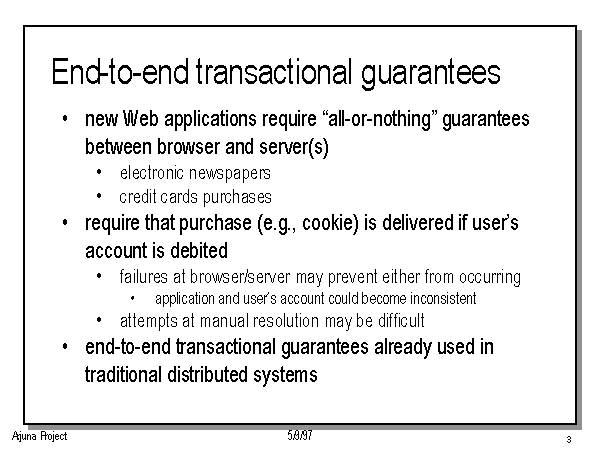 End-to-end transactional guarantees
• new Web applications require “all-or-nothing” guarantees
between browser and server(s)
• electronic newspapers
• credit cards purchases
• require that purchase (e.g., cookie) is delivered if user’s
account is debited
• failures at browser/server may prevent either from occurring
• application and user’s account could become inconsistent
• attempts at manual resolution may be difficult
• end-to-end transactional guarantees already used in
traditional distributed systems
Arjuna Project
5/9/97
3